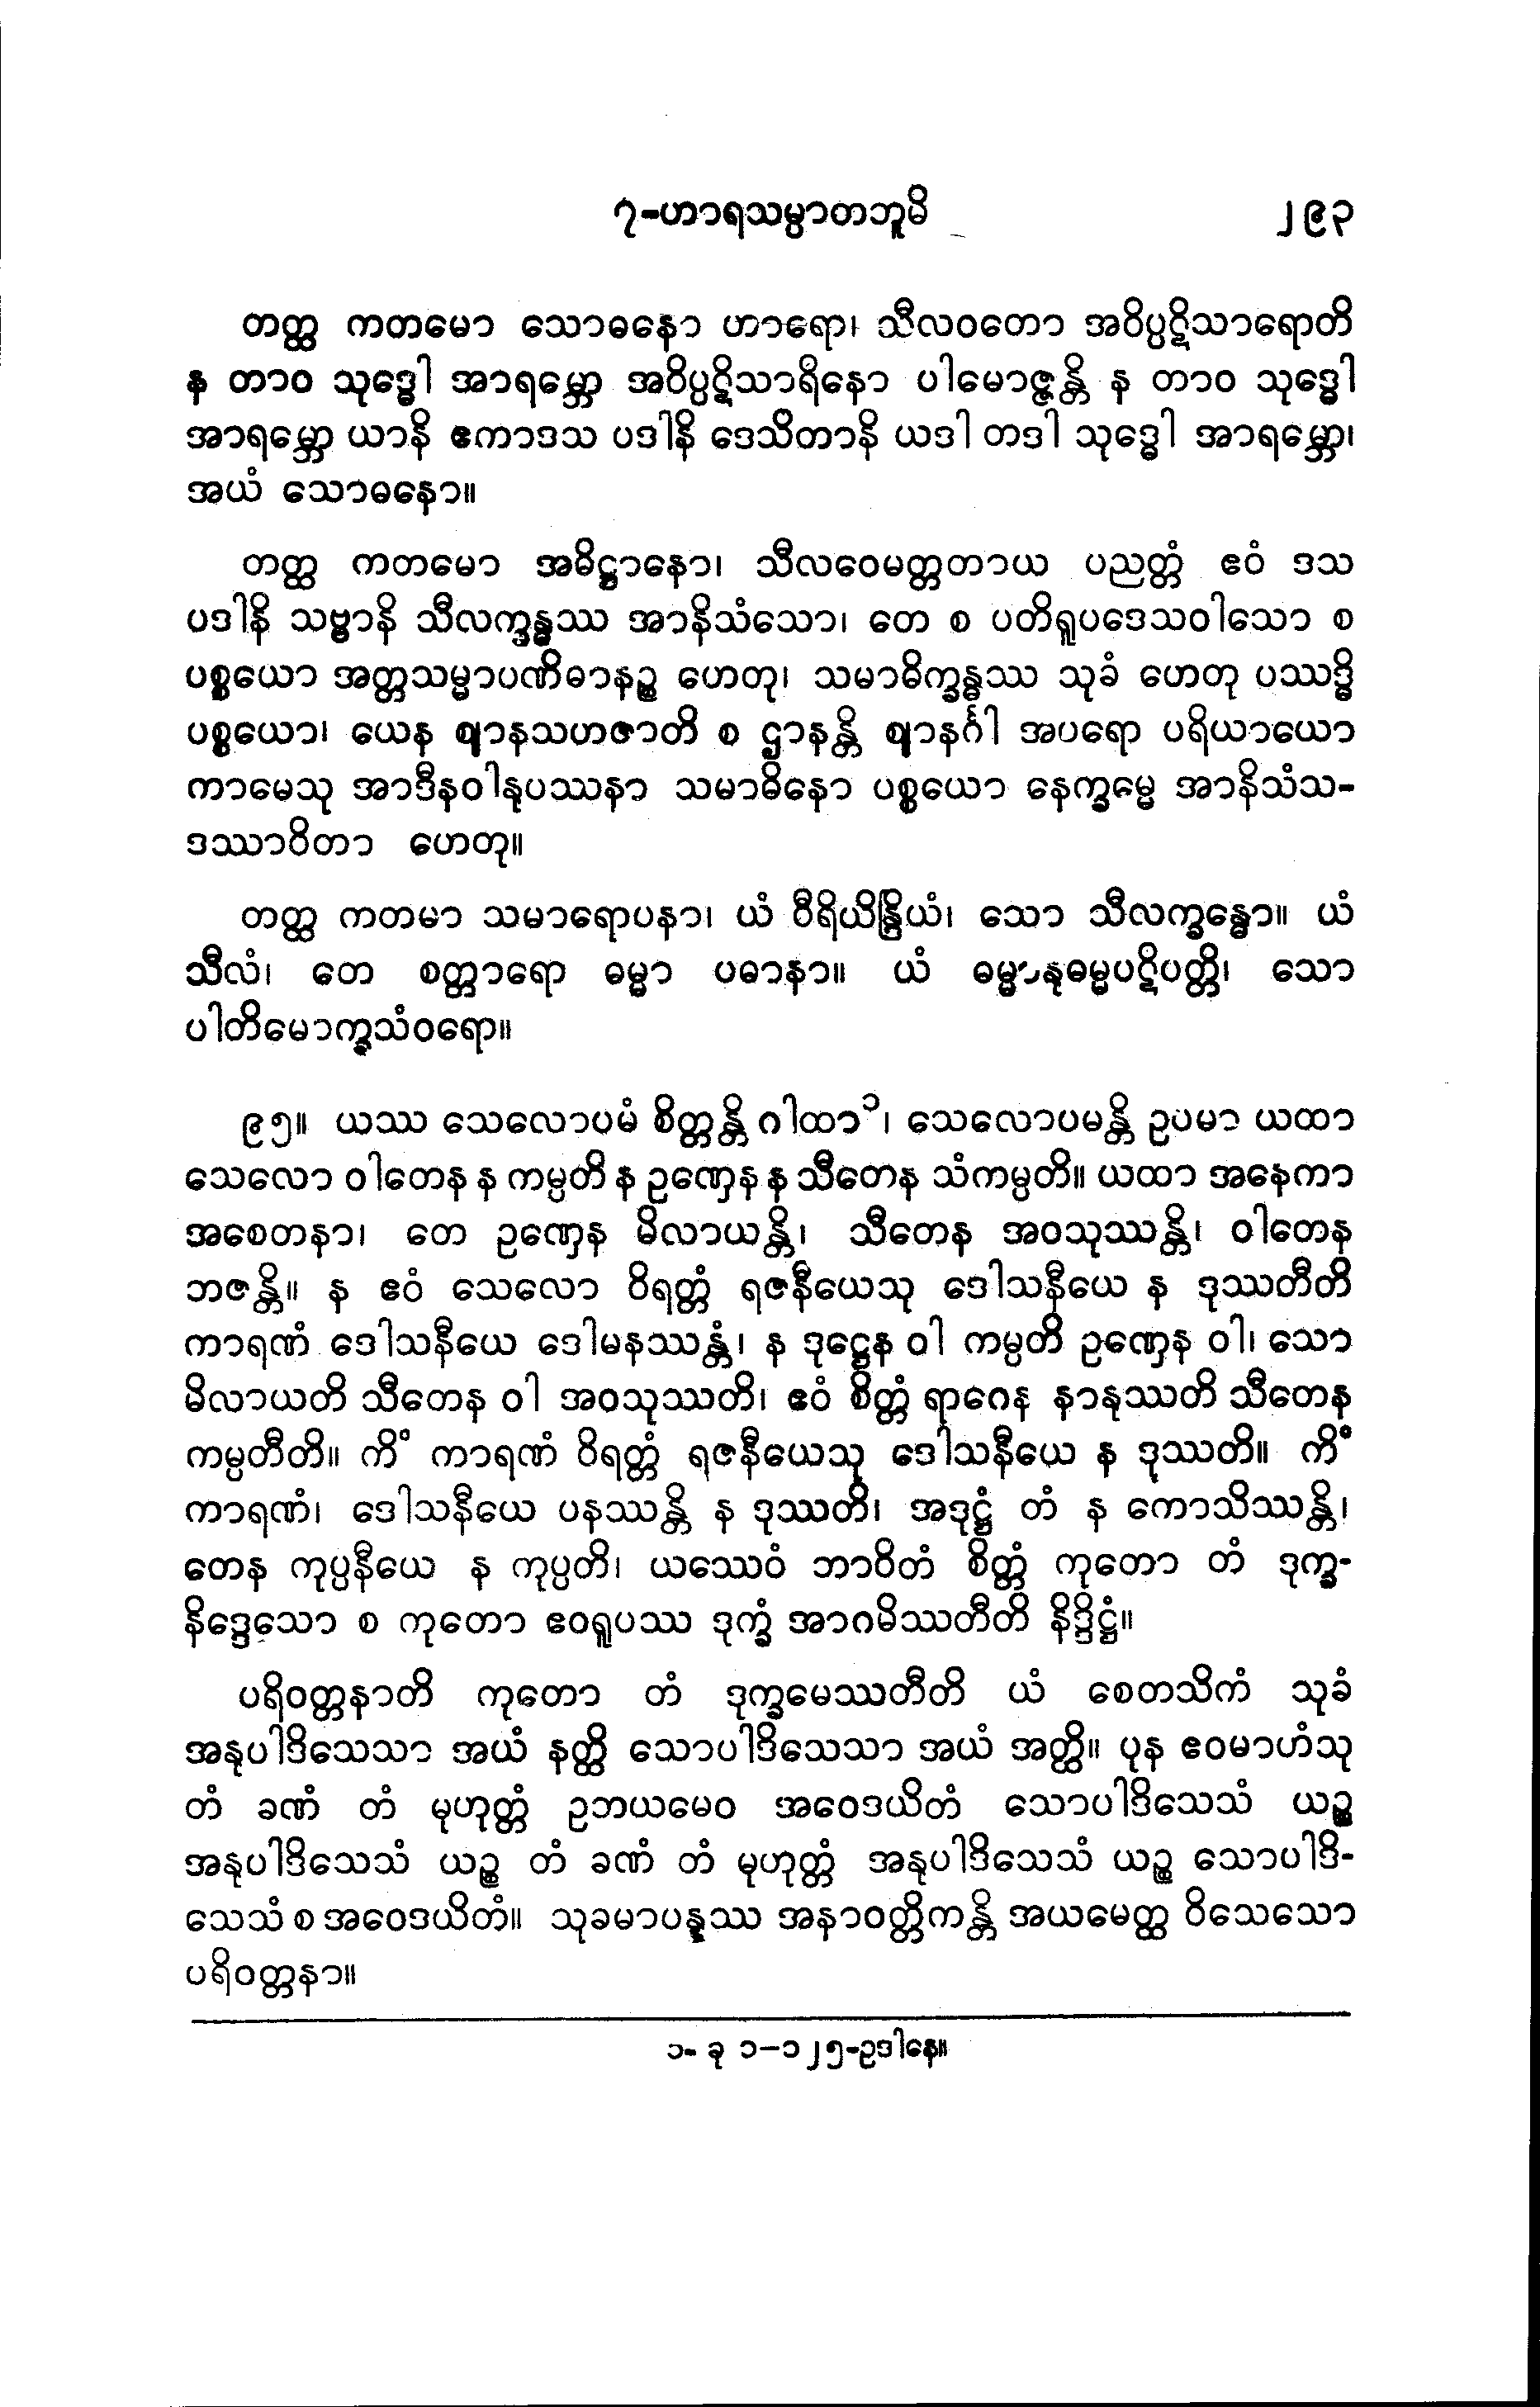 ၇-ဟာရသမ္ပာတဘူမိ ၂၉၃
တတ္ထ ကတမော သောဓနော ဟာရော၊ သီလဝတော အဝိပ္ပဋိသာရောတိ
န တာဝ သုဒ္ဓေါ အာရမ္ဘော အဝိပ္ပဋိသာရိနော ပါမောဇ္ဇန္တိ န တာဝ သုဒ္ဓေါ
အာရမ္ဘော ယာနိ ဧကာဒသ ပဒါနိ ဒေသိတာနိ ယဒါ တဒါ သုဒ္ဓေါ အာရမ္ဘော၊
အယံ သောဓနော။
တတ္ထ ကတမော အဓိဋ္ဌာနော၊ သီလဝေမတ္တတာယ ပညတ္တံ ဧဝံ ဒသ
ပဒါနိ သဗ္ဗာနိ သီလက္ခန္ဓဿ အာနိသံသော၊ တေ စ ပတိရူပဒေသဝါသော စ
ပစ္စယော အတ္တသမ္မာပဏိဓာနဉ္စ ဟေတု၊ သမာဓိက္ခန္ဓဿ သုခံ ဟေတု ပဿဒ္ဓိ
ပစ္စယော၊ ယေန ဈာနသဟဇာတိ စ ဌာနန္တိ ဈာနင်္ဂါ အပရော ပရိယာယော
ကာမေသု အာဒီနဝါနုပဿနာ သမာဓိနော ပစ္စယော နေက္ခမ္မေ အာနိသံသ-
ဒဿာဝိတာ ဟေတု။
တတ္ထ ကတမာ သမာရောပနာ၊ ယံ ဝီရိယိန္ဒြိယံ၊ သော သီလက္ခန္ဓော။ ယံ
သီလံ၊ တေ စတ္တာရော ဓမ္မာ ပဓာနာ။ ယံ ဓမ္မာနုဓမ္မပဋိပတ္တိ၊ သော
ပါတိမောက္ခသံဝရော။
၉၅။ ယဿ သေလောပမံ စိတ္တန္တိ ဂါထာ၁၊ သေလောပမန္တိ ဥပမာ ယထာ
သေလော ဝါတေန န ကမ္ပတိ န ဥဏှေန န သီတေန သံကမ္ပတိ။ ယထာ အနေကာ
အစေတနာ၊ တေ ဥဏှေန မိလာယန္တိ၊ သီတေန အဝသုဿန္တိ၊ ဝါတေန
ဘဇန္တိ။ န ဧဝံ သေလော ဝိရတ္တံ ရဇနီယေသု ဒေါသနီယေ န ဒုဿတီတိ
ကာရဏံ ဒေါသနီယေ ဒေါမနဿန္တံ၊ န ဒုဋ္ဌေန ဝါ ကမ္ပတိ ဥဏှေန ဝါ၊ သော
မိလာယတိ သီတေန ဝါ အဝသုဿတိ၊ ဧဝံ စိတ္တံ ရာဂေန နာနုဿတိ သီတေန
ကမ္ပတီတိ။ ကိံ ကာရဏံ ဝိရတ္တံ ရဇနီယေသု ဒေါသနီယေ န ဒုဿတိ။ ကိံ
ကာရဏံ၊ ဒေါသနီယေ ပနဿန္တိ န ဒုဿတိ၊ အဒုဋ္ဌံ တံ န ကောသိဿန္တိ၊
တေန ကုပ္ပနီယေ န ကုပ္ပတိ၊ ယဿေဝံ ဘာဝိတံ စိတ္တံ ကုတော တံ ဒုက္ခ-
နိဒ္ဒေသော စ ကုတော ဧဝရူပဿ ဒုက္ခံ အာဂမိဿတီတိ နိဒ္ဒိဋ္ဌံ။
ပရိဝတ္တနာတိ ကုတော တံ ဒုက္ခမေဿတီတိ ယံ စေတသိကံ သုခံ
အနုပါဒိသေသာ အယံ နတ္ထိ သောပါဒိသေသာ အယံ အတ္ထိ။ ပုန ဧဝမာဟံသု
တံ ခဏံ တံ မုဟုတ္တံ ဥဘယမေဝ အဝေဒယိတံ သောပါဒိသေသံ ယဉ္စ
အနုပါဒိသေသံ ယဉ္စ တံ ခဏံ တံ မုဟုတ္တံ အနုပါဒိသေသံ ယဉ္စ သောပါဒိ-
သေသံ စ အဝေဒယိတံ။ သုခမာပန္နဿ အနာဝတ္တိကန္တိ အယမေတ္ထ ဝိသေသော
ပရိဝတ္တနာ။
၁- ခု ၁-၁၂၅-ဥဒါနေ။